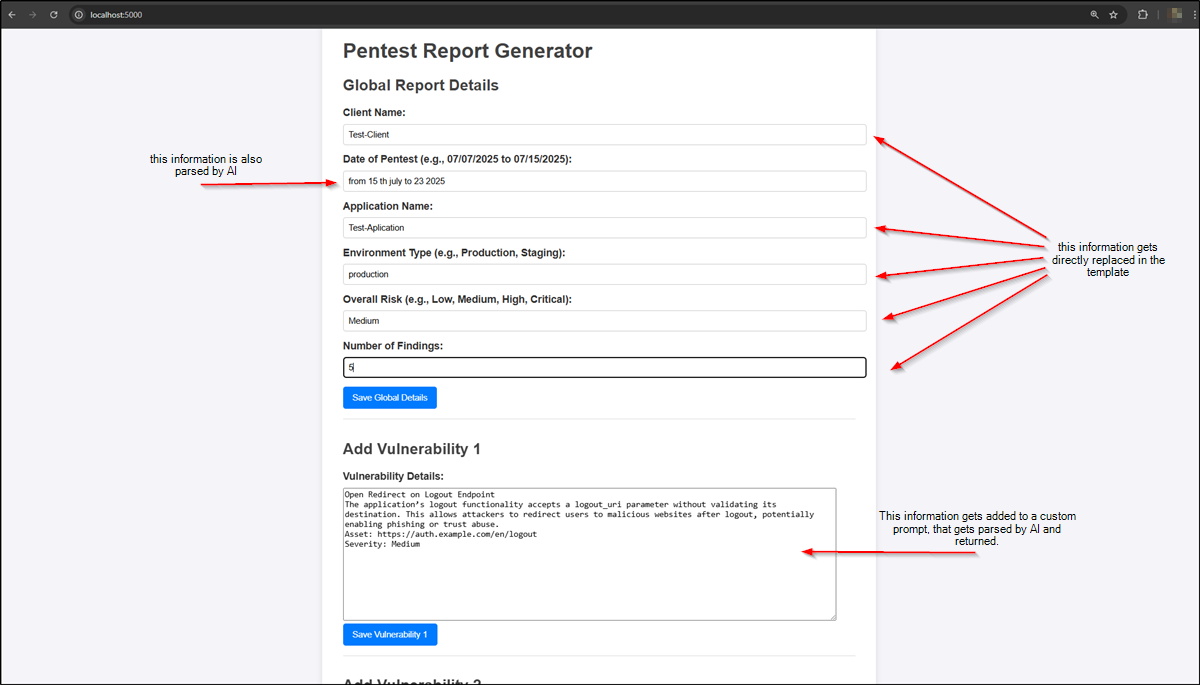 localhost:5000
Pentest Report Generator
Global Report Details
Client Name:
Test-Client
Date of Pentest (e.g., 07/07/2025 to 07/15/2025):
this information is also
parsed by AI
from 15 th july to 23 2025
Application Name:
Test-Aplication
Environment Type (e.g., Production, Staging):
production
this information gets
directly replaced in the
template
Overall Risk (e.g., Low, Medium, High, Critical):
Medium
Number of Findings:
5
Save Global Details
Add Vulnerability 1
Vulnerability Details:
Open Redirect on Logout Endpoint
The application’s logout functionality accepts a logout_uri parameter without validating its
destination. This allows attackers to redirect users to malicious websites after logout, potentially
enabling phishing or trust abuse.
Asset: https://auth.example.com/en/logout
Severity: Medium
This information gets added to a custom
prompt, that gets parsed by AI and
returned.
Save Vulnerability 1
Add Vulnerability 2